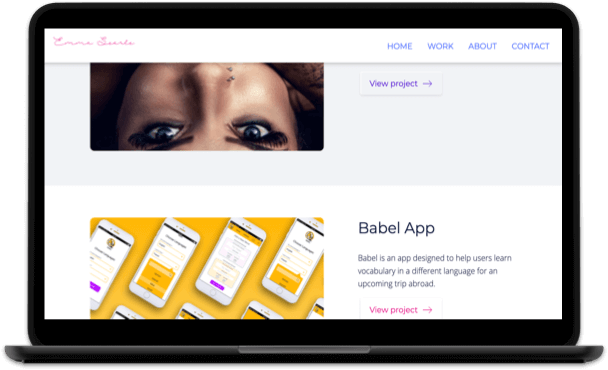 Emma Searle
HOME WORK ABOUT CONTACT
View project →
Babel App
Babel is an app designed to help users learn
vocabulary in a different language for an
upcoming trip abroad.
View project →